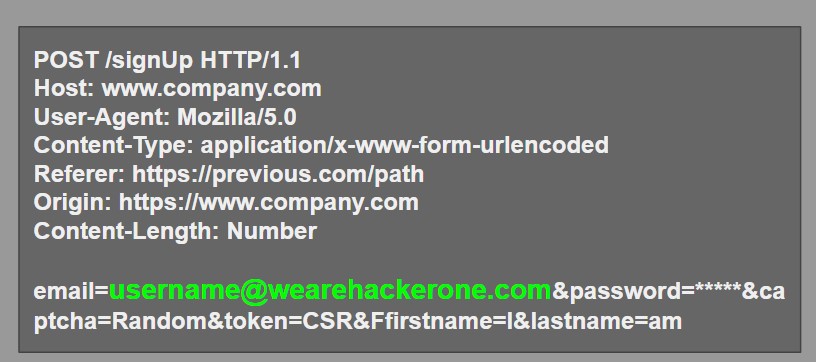 POST /signUp HTTP/1.1
Host: www.company.com
User-Agent: Mozilla/5.0
Content-Type: application/x-www-form-urlencoded
Referer: https://previous.com/path
Origin: https://www.company.com
Content-Length: Number
email=username@wearehackerone.com&password=*****&ca
ptcha=Random&token=CSR&Ffirstname=I&lastname=am